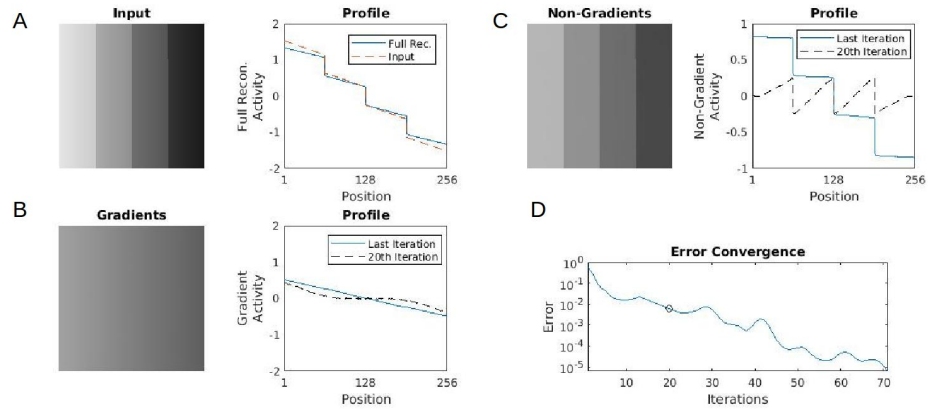 A
Input
Profile
2
1
0
-1
-2
Full Recon.
Activity
Full Rec.
Input
1
128
256
Position
C
Non-Gradients
Profile
1
0.5
0
-0.5
-1
Non-Gradient
Activity
Last Iteration
20th Iteration
1
128
256
Position
B
Gradients
Profile
2
1
0
-1
-2
Gradient
Activity
Last Iteration
20th Iteration
1
128
256
Position
D
Error Convergence
10^0
10^-1
10^-2
10^-3
10^-4
10^-5
Error
10
20
30
40
50
60
70
Iterations